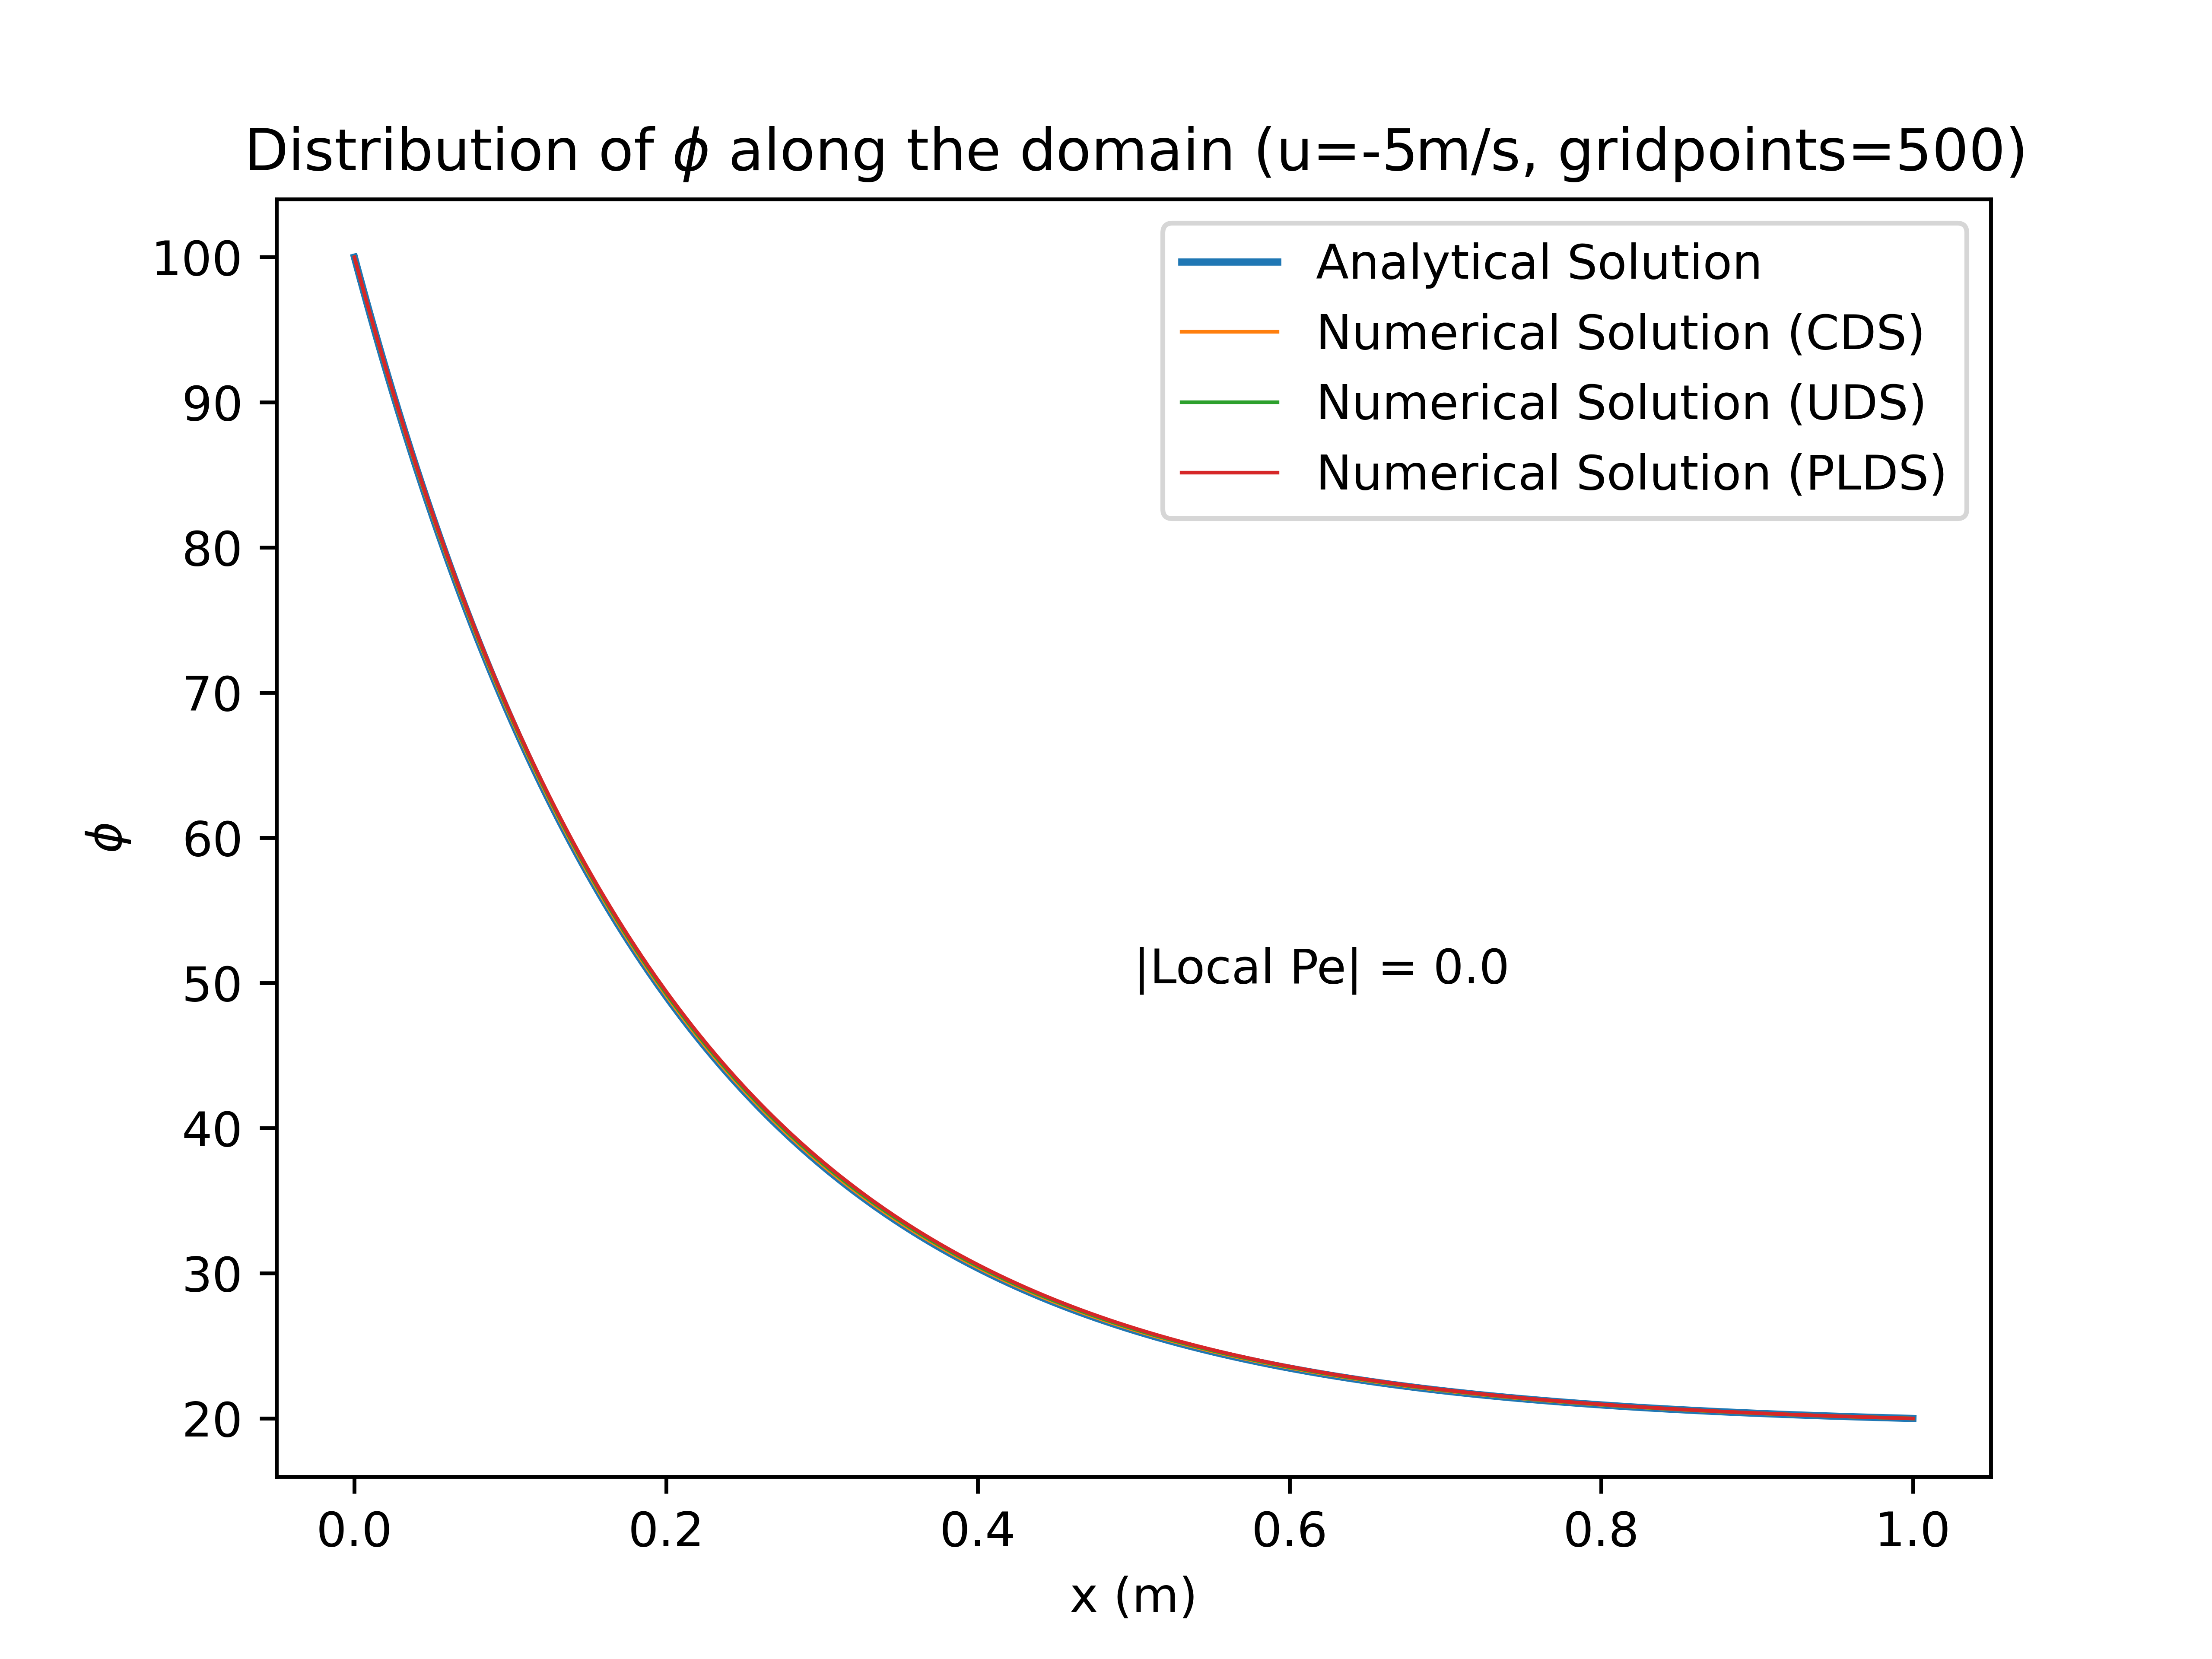 Distribution of ϕ along the domain (u=-5m/s, gridpoints=500)
Analytical Solution
Numerical Solution (CDS)
Numerical Solution (UDS)
Numerical Solution (PLDS)
100
90
80
70
60
50
40
30
20
ϕ
|Local Pe| = 0.0
0.0 0.2 0.4 0.6 0.8 1.0
x (m)